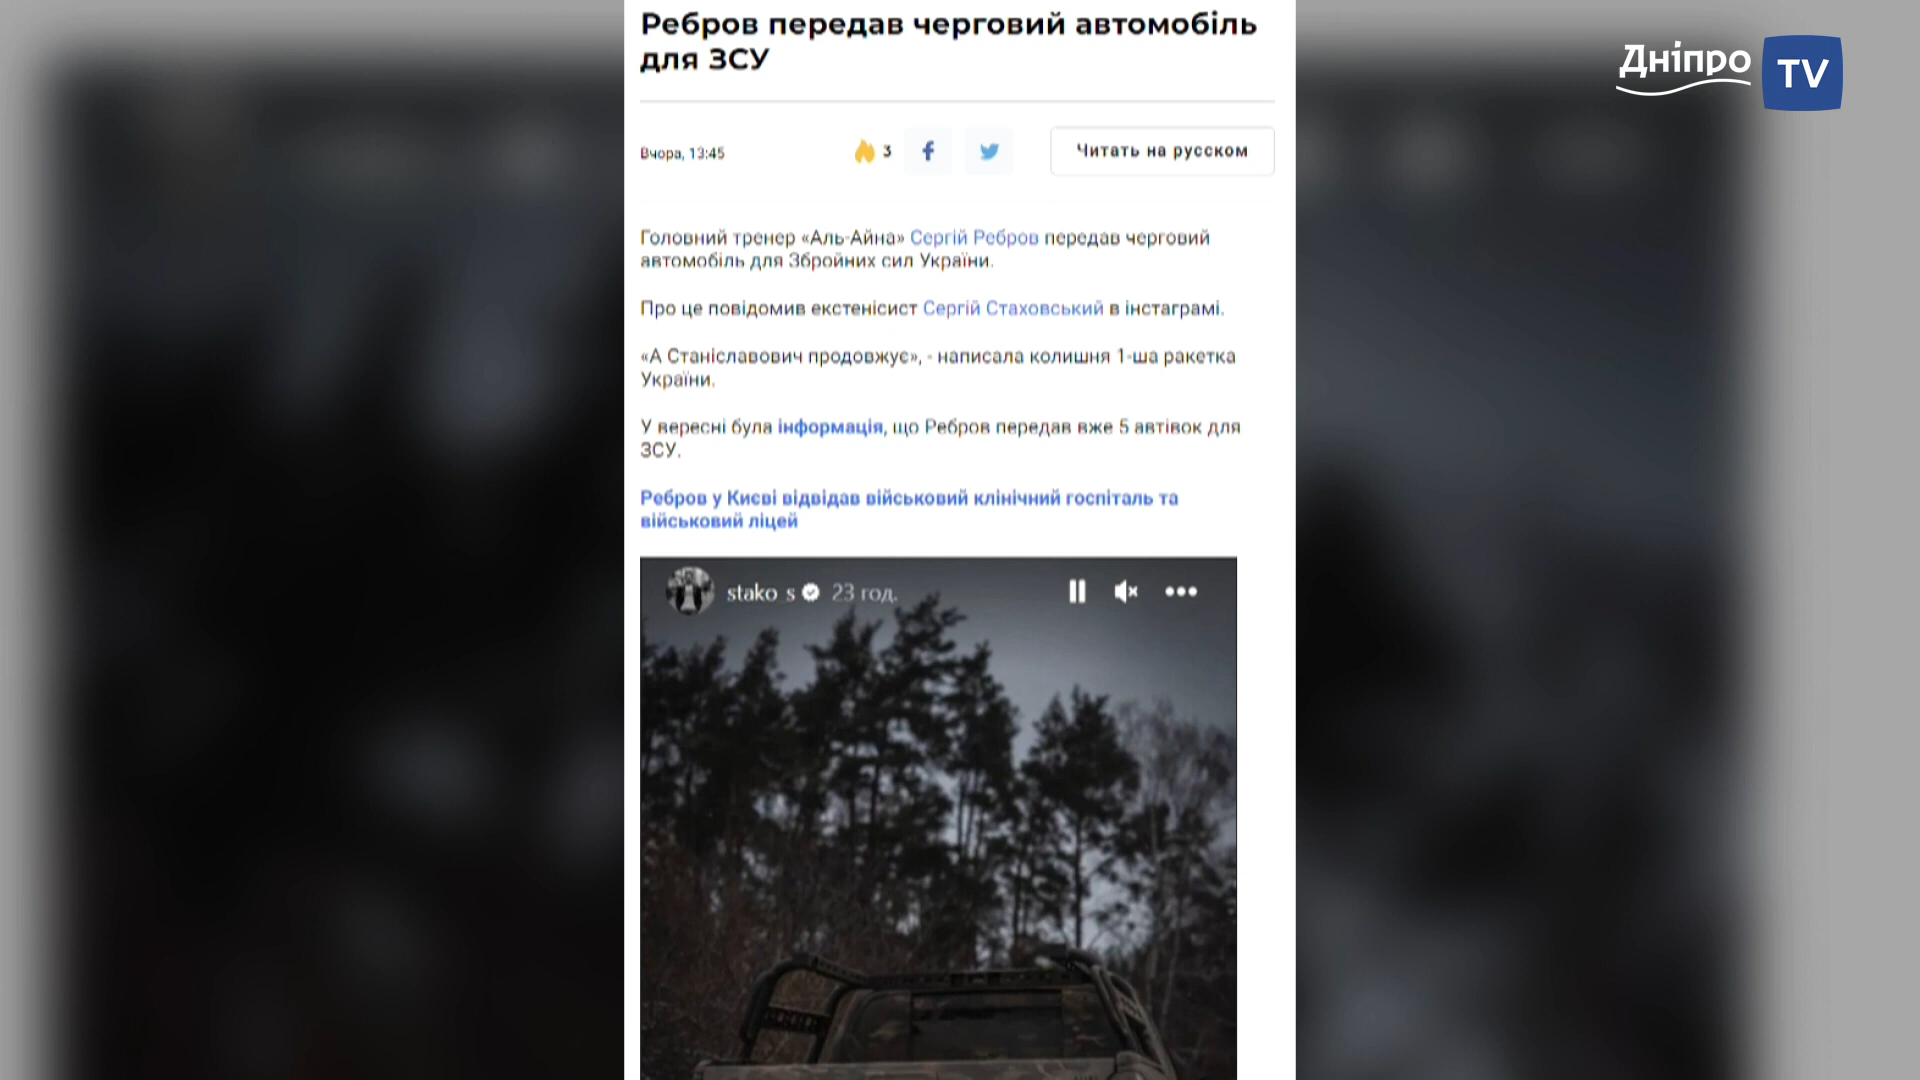 Ребров передав черговий автомобіль
для ЗСУ
Дніпро TV
Вчора, 13:45
3
Читать на русском
Головний тренер «Аль-Айна» Сергій Ребров передав черговий
автомобіль для Збройних сил України.
Про це повідомив екстенісист Сергій Стаховський в інстаграмі.
«А Станіславович продовжує», - написала колишня 1-ша ракетка
України.
У вересні була інформація, що Ребров передав вже 5 автівок для
ЗСУ.
Ребров у Києві відвідав військовий клінічний госпіталь та
військовий ліцей
stako_s 23 год.